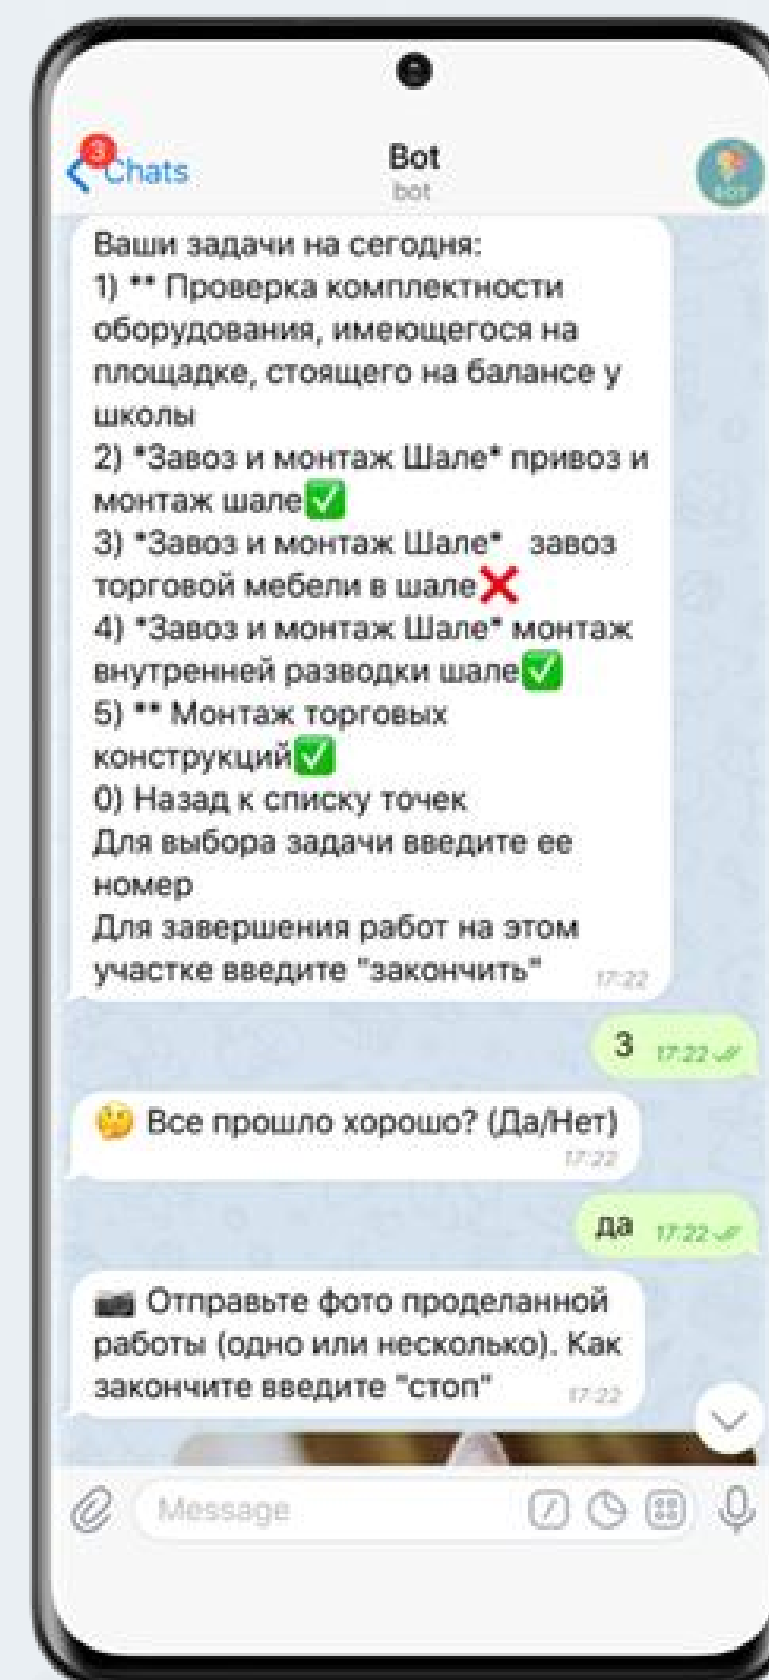 3
Chats
Bot
bot
BOT
Ваши задачи на сегодня:
1) ** Проверка комплектности
оборудования, имеющегося на
площадке, стоящего на балансе у
школы
2) *Завоз и монтаж Шале* привоз и
монтаж шале✅
3) *Завоз и монтаж Шале* завоз
торговой мебели в шале❌
4) *Завоз и монтаж Шале* монтаж
внутренней разводки шале✅
5) ** Монтаж торговых
конструкций✅
0) Назад к списку точек
Для выбора задачи введите ее
номер
Для завершения работ на этом
участке введите "закончить" 17:22
3 17:22
🤔 Все прошло хорошо? (Да/Нет)
17:22
да 17:22
📷 Отправьте фото проделанной
работы (одно или несколько). Как
закончите введите "стоп" 17:22
Message